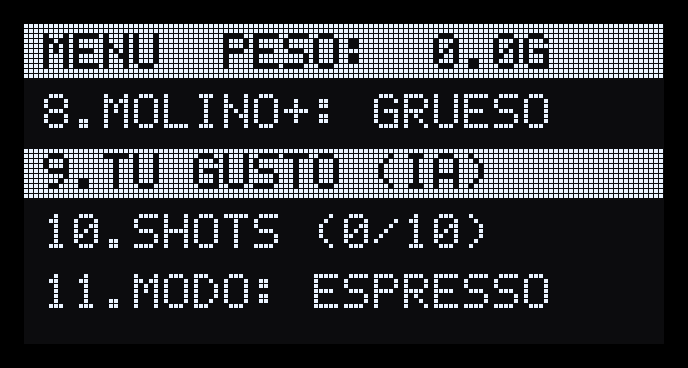 MENU  PESO:  0.0G
8.MOLINO+: GRUESO
9.TU GUSTO (IA)
10.SHOTS (0/10)
11.MODO: ESPRESSO